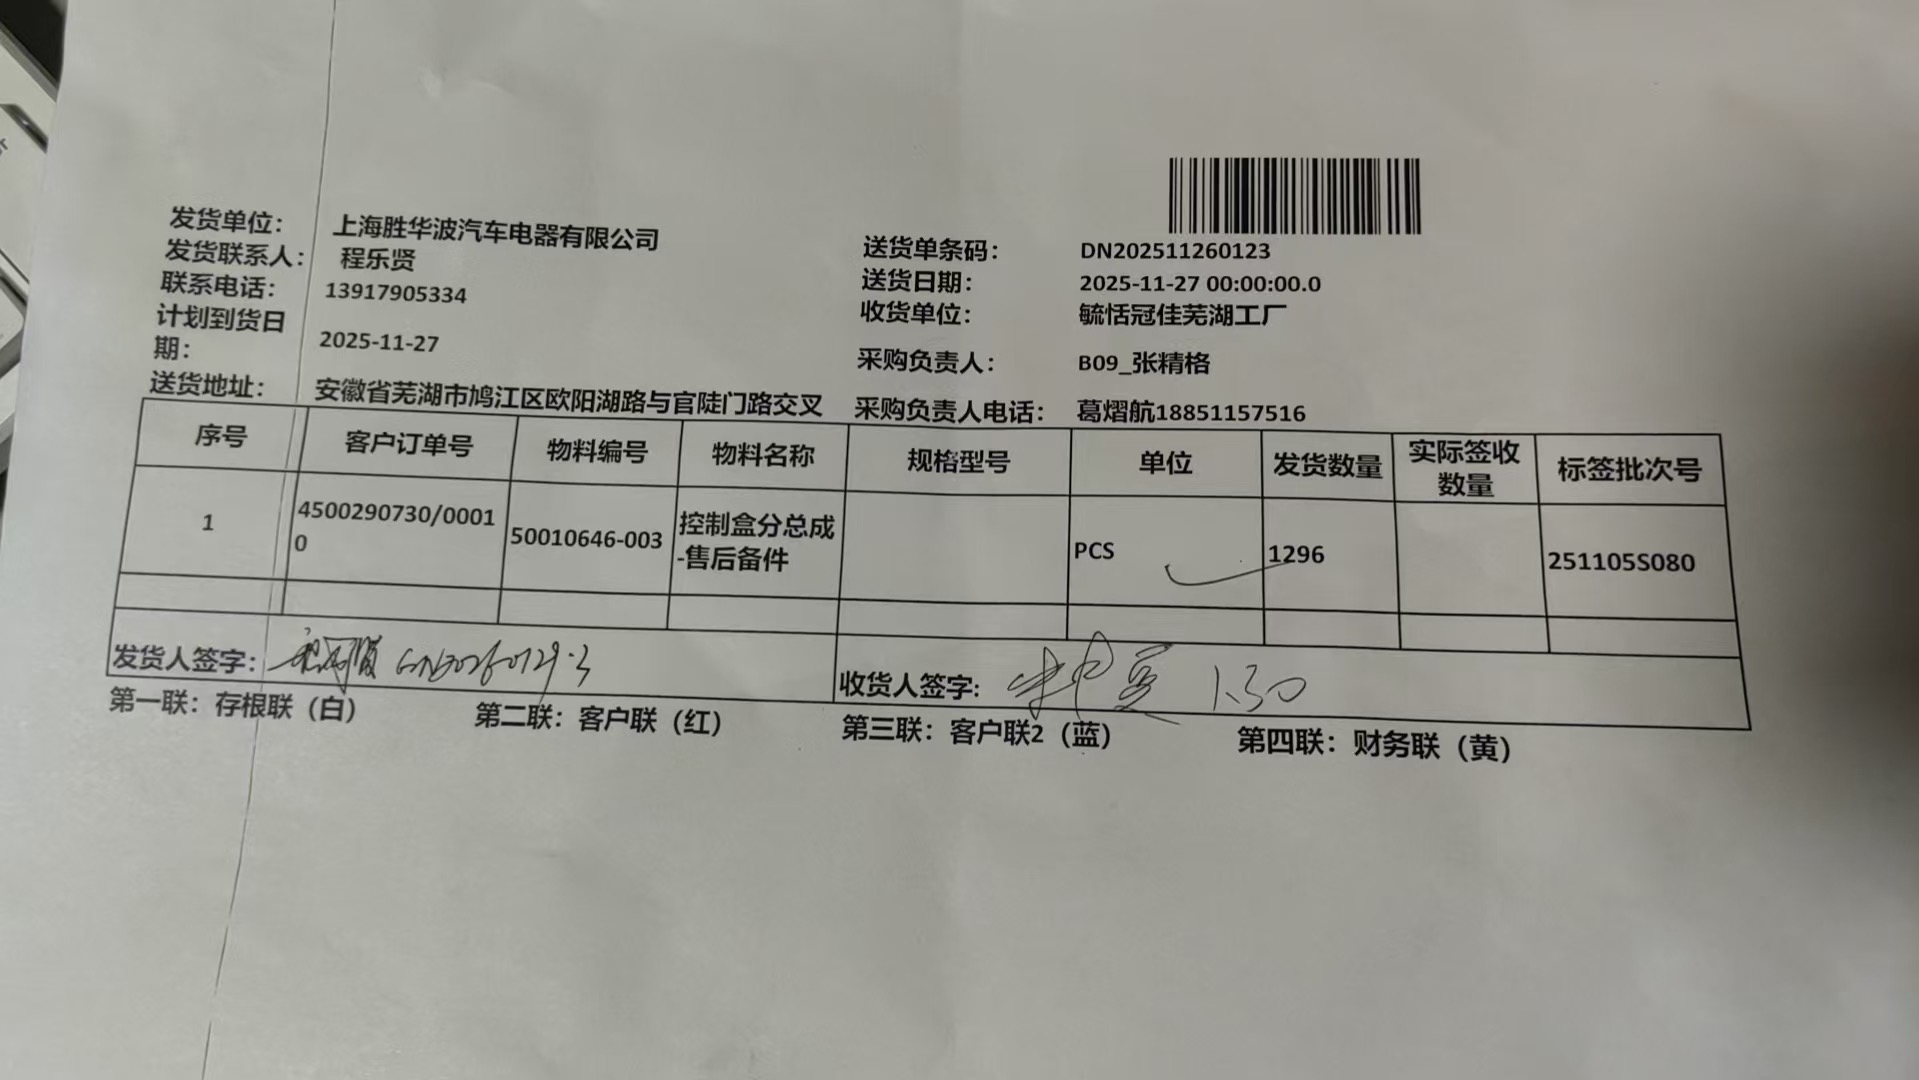 发货单位： 上海胜华波汽车电器有限公司
发货联系人： 程乐贤
联系电话： 13917905334
计划到货日期： 2025-11-27
送货地址： 安徽省芜湖市鸠江区欧阳湖路与官陡门路交叉
送货单条码： DN202511260123
送货日期： 2025-11-27 00:00:00.0
收货单位： 毓恬冠佳芜湖工厂
采购负责人： B09_张精格
采购负责人电话： 葛熠航18851157516
序号 客户订单号 物料编号 物料名称 规格型号 单位 发货数量 实际签收数量 标签批次号
1 4500290730/00010 50010646-003 控制盒分总成-售后备件 PCS 1296 251105S080
发货人签字：
收货人签字: 1.30
第一联：存根联（白） 第二联：客户联（红） 第三联：客户联2（蓝） 第四联：财务联（黄）